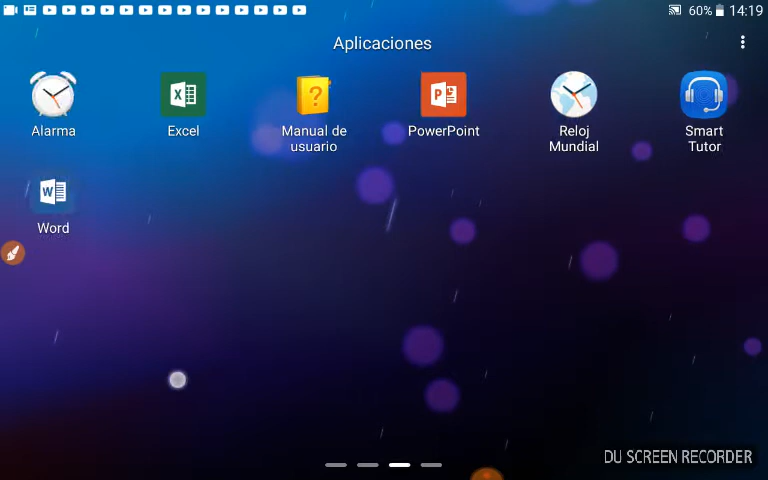 60% 14:19
Aplicaciones
Alarma
Excel
Manual de
usuario
PowerPoint
Reloj
Mundial
Smart
Tutor
Word
DU SCREEN RECORDER